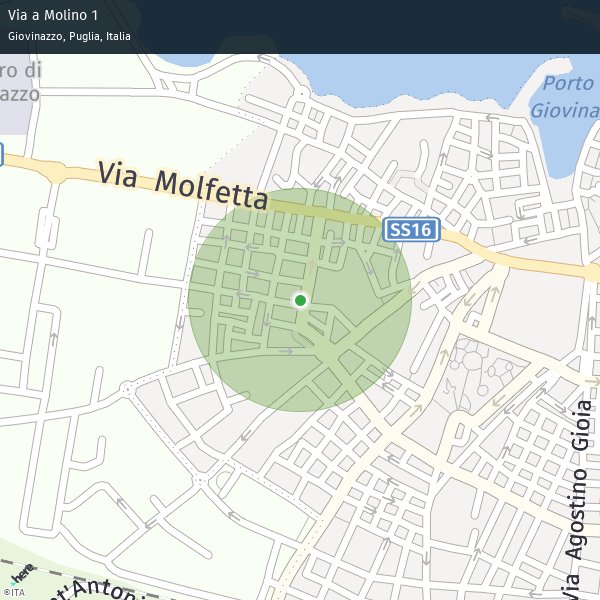 Via a Molino 1
Giovinazzo, Puglia, Italia
ro di
azzo
Porto
Giovina
Via Molfetta
SS16
Via Agostino Gioia
nt'Antoni
here
©ITA